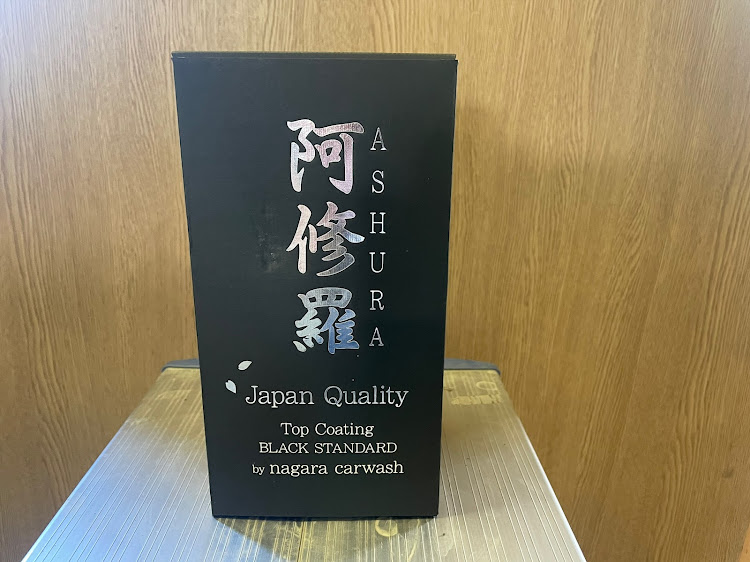 阿修羅
ASHURA
Japan Quality
Top Coating
BLACK STANDARD
by nagara carwash